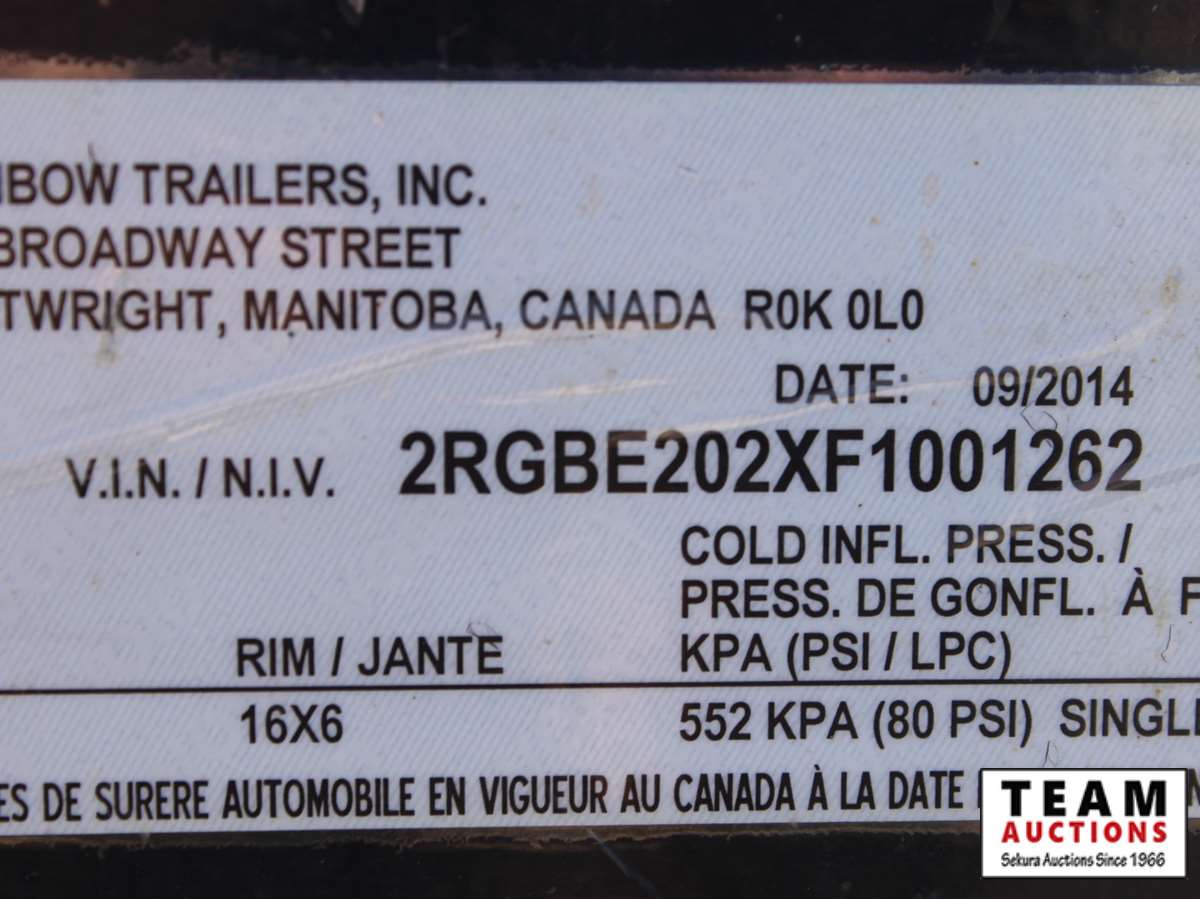 NBOW TRAILERS, INC.
BROADWAY STREET
TWRIGHT, MANITOBA, CANADA R0K 0L0
DATE: 09/2014
V.I.N. / N.I.V. 2RGBE202XF1001262
COLD INFL. PRESS. /
PRESS. DE GONFL. À F
RIM / JANTE KPA (PSI / LPC)
16X6 552 KPA (80 PSI) SINGLE
ES DE SURERE AUTOMOBILE EN VIGUEUR AU CANADA À LA DATE
TEAM
AUCTIONS
Sekura Auctions Since 1966